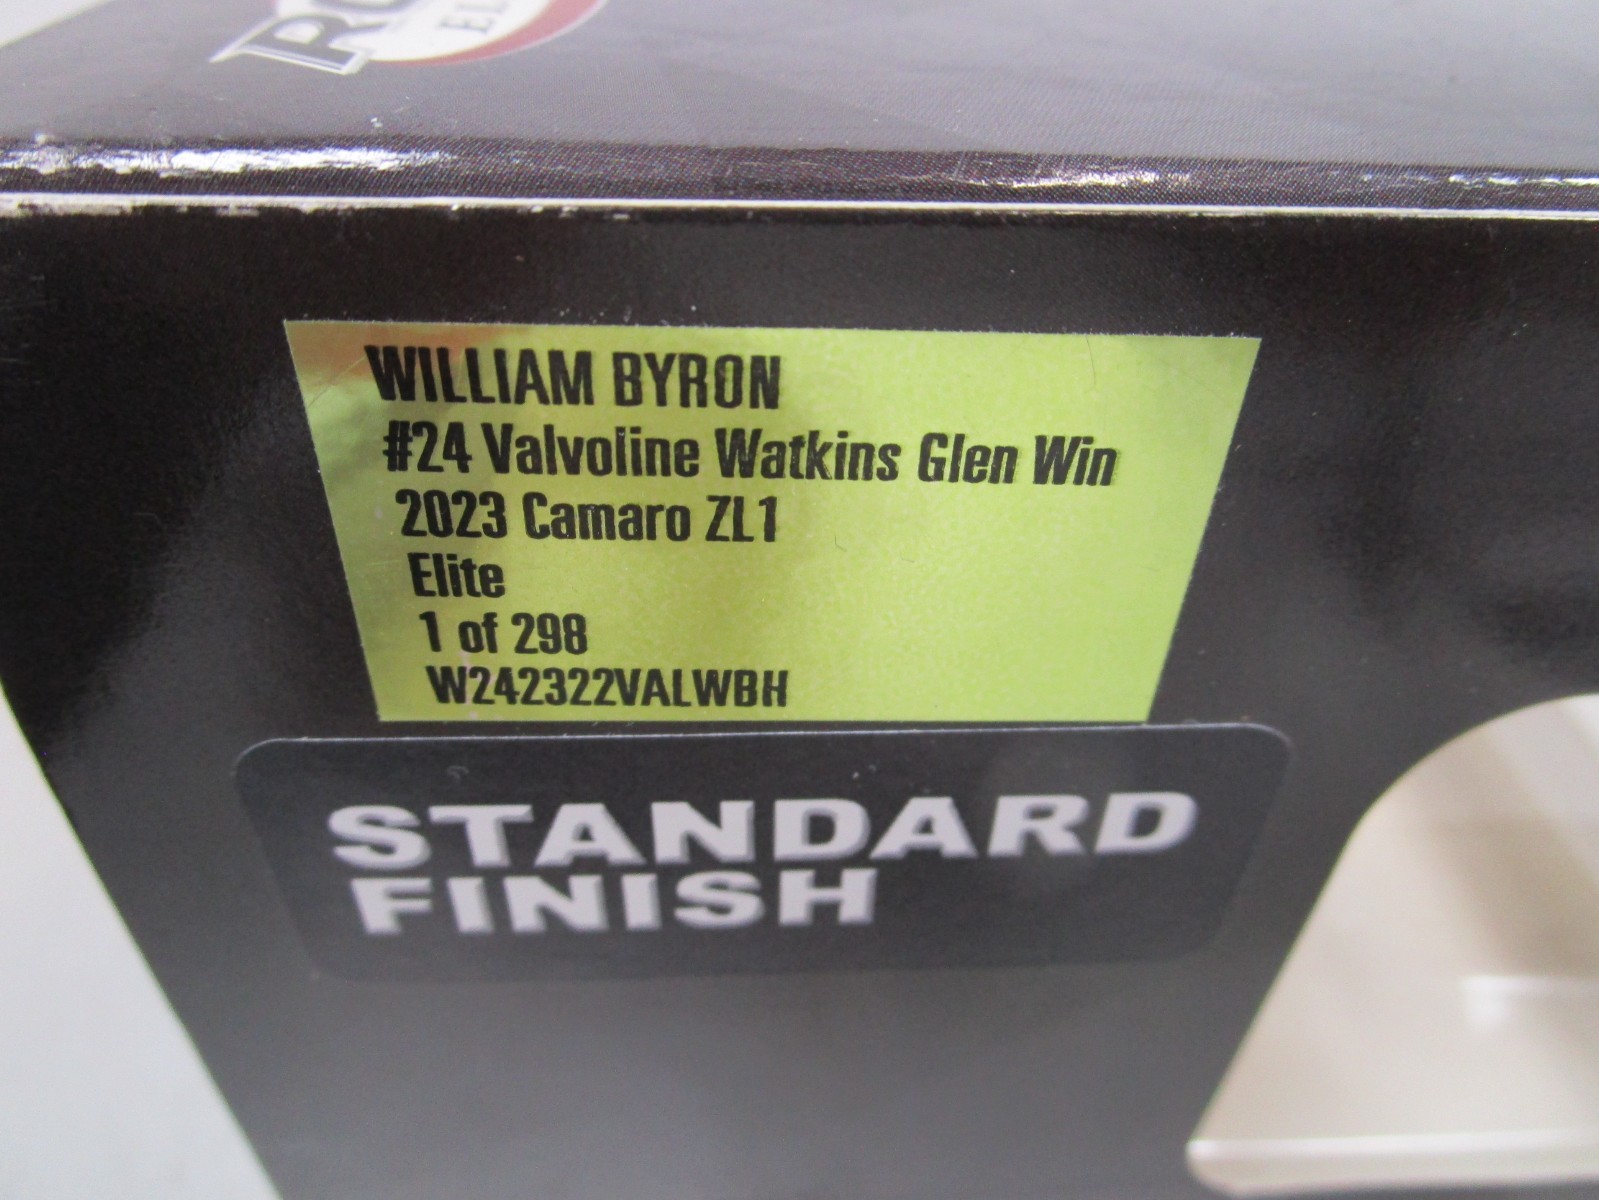 WILLIAM BYRON
#24 Valvoline Watkins Glen Win
2023 Camaro ZL1
Elite
1 of 298
W242322VALWBH
STANDARD
FINISH